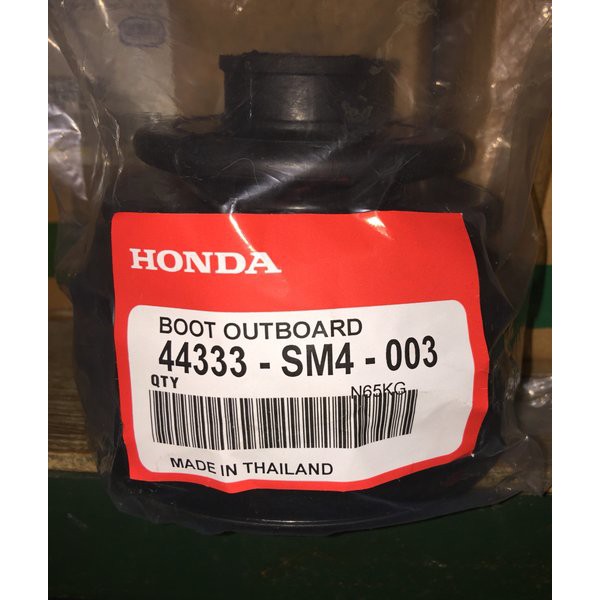 HONDA
BOOT OUTBOARD
44333 - SM4 - 003
QTY
N65KG
MADE IN THAILAND